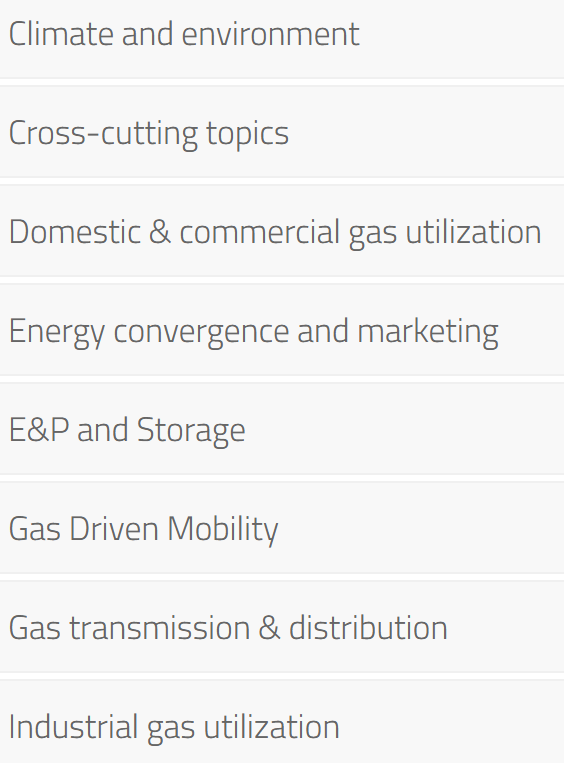 Climate and environment
Cross-cutting topics
Domestic & commercial gas utilization
Energy convergence and marketing
E&P and Storage
Gas Driven Mobility
Gas transmission & distribution
Industrial gas utilization